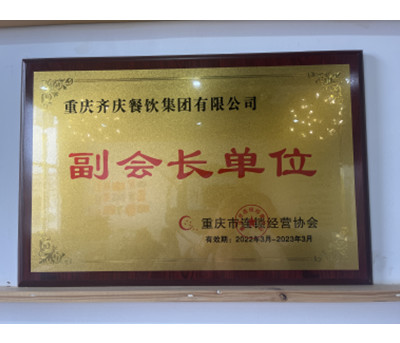 重庆齐庆餐饮集团有限公司
副会长单位
重庆市连锁经营协会
有效期：2022年3月-2023年3月